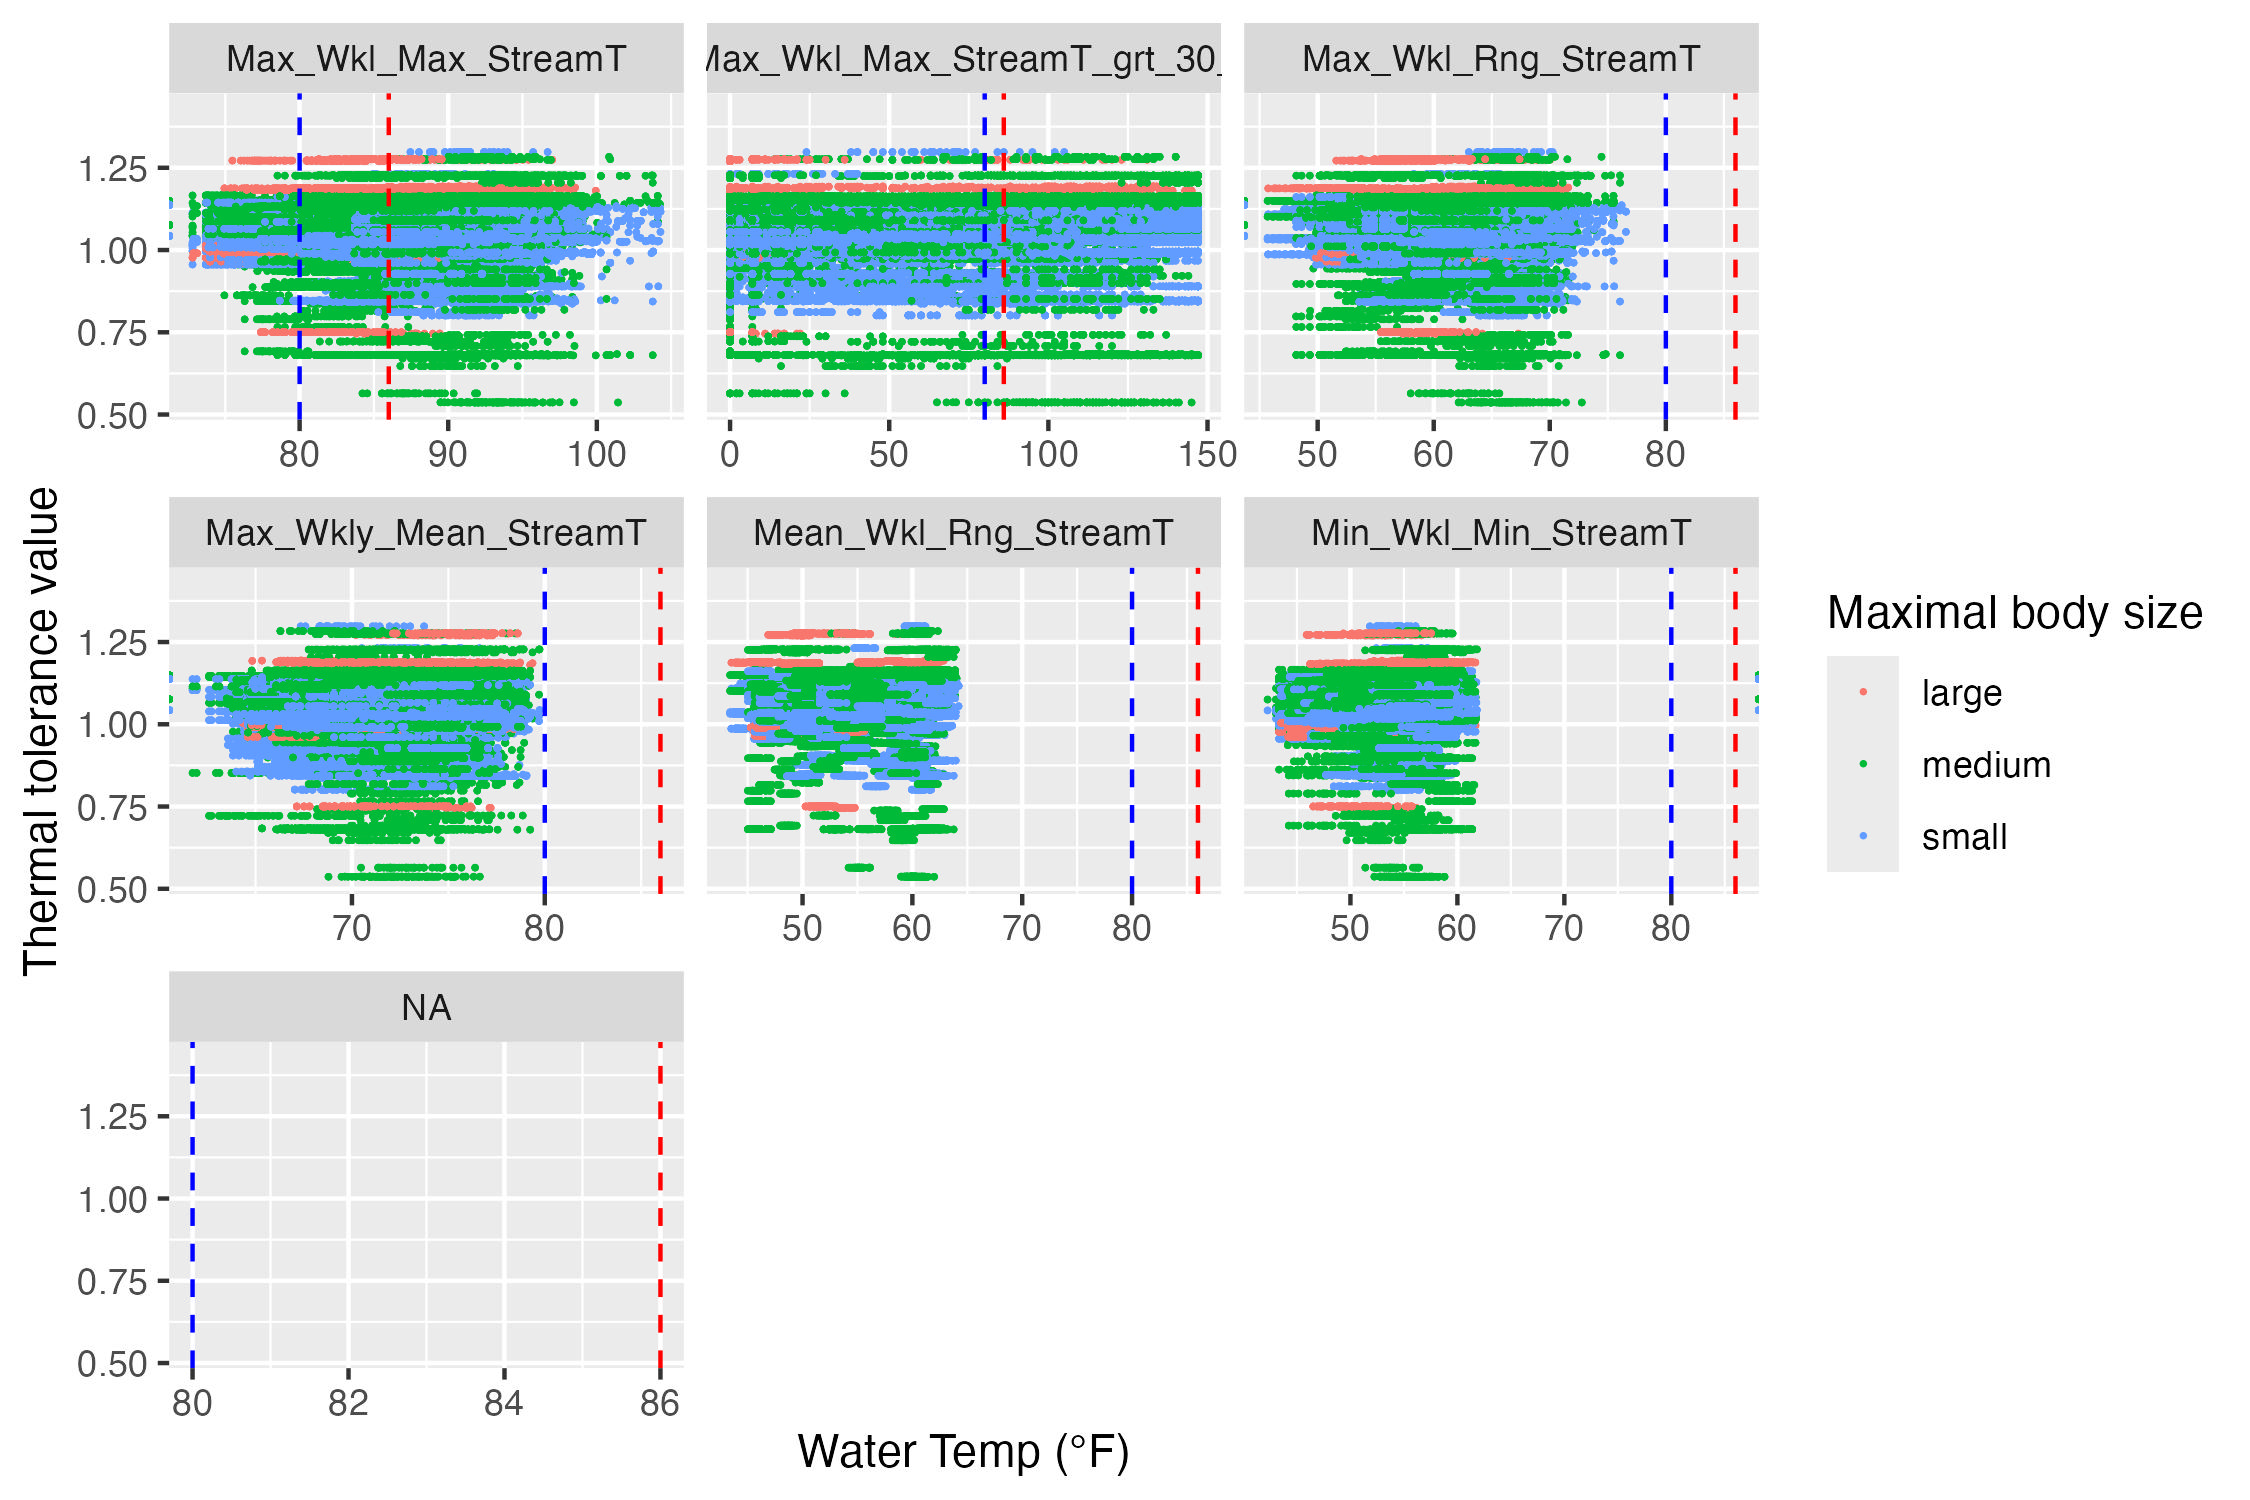 Max_Wkl_Max_StreamT
Max_Wkl_Max_StreamT_grt_30_
Max_Wkl_Rng_StreamT
1.25
1.00
0.75
0.50
80 90 100
0 50 100 150
50 60 70 80
Thermal tolerance value
Max_Wkly_Mean_StreamT
Mean_Wkl_Rng_StreamT
Min_Wkl_Min_StreamT
1.25
1.00
0.75
0.50
70 80
50 60 70 80
50 60 70 80
Maximal body size
large
medium
small
NA
1.25
1.00
0.75
0.50
80 82 84 86
Water Temp (°F)